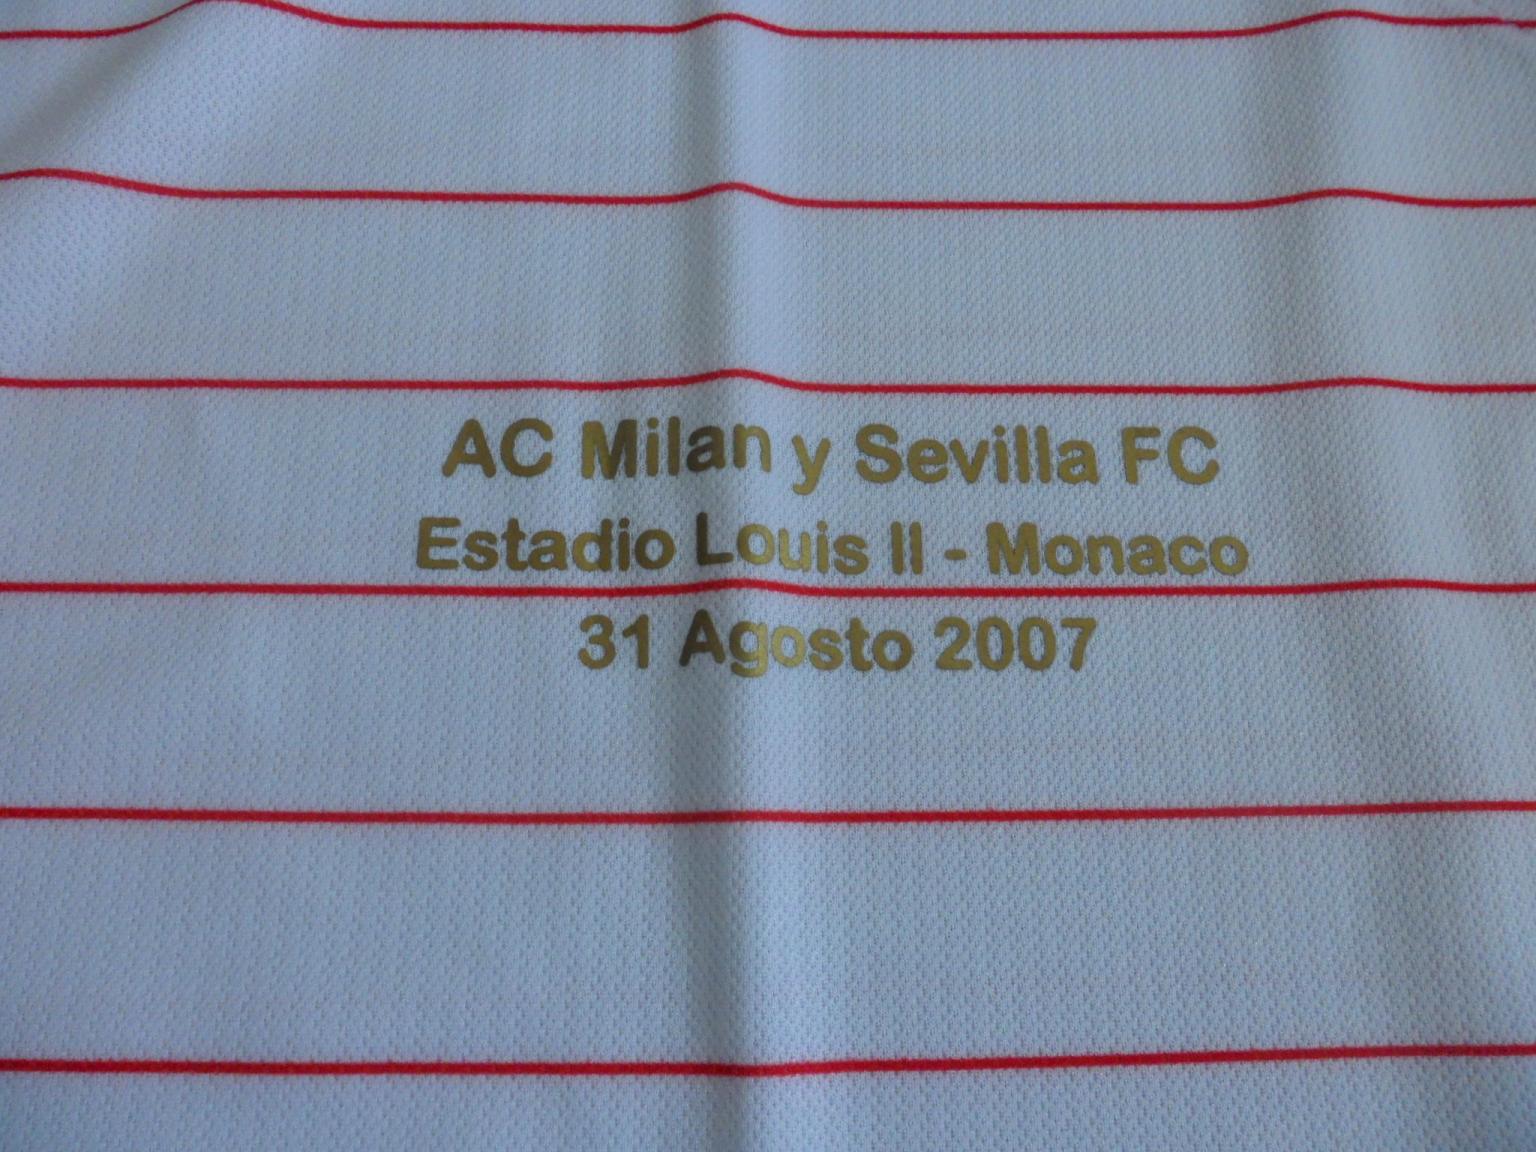 AC Milan y Sevilla FC
Estadio Louis II - Monaco
31 Agosto 2007